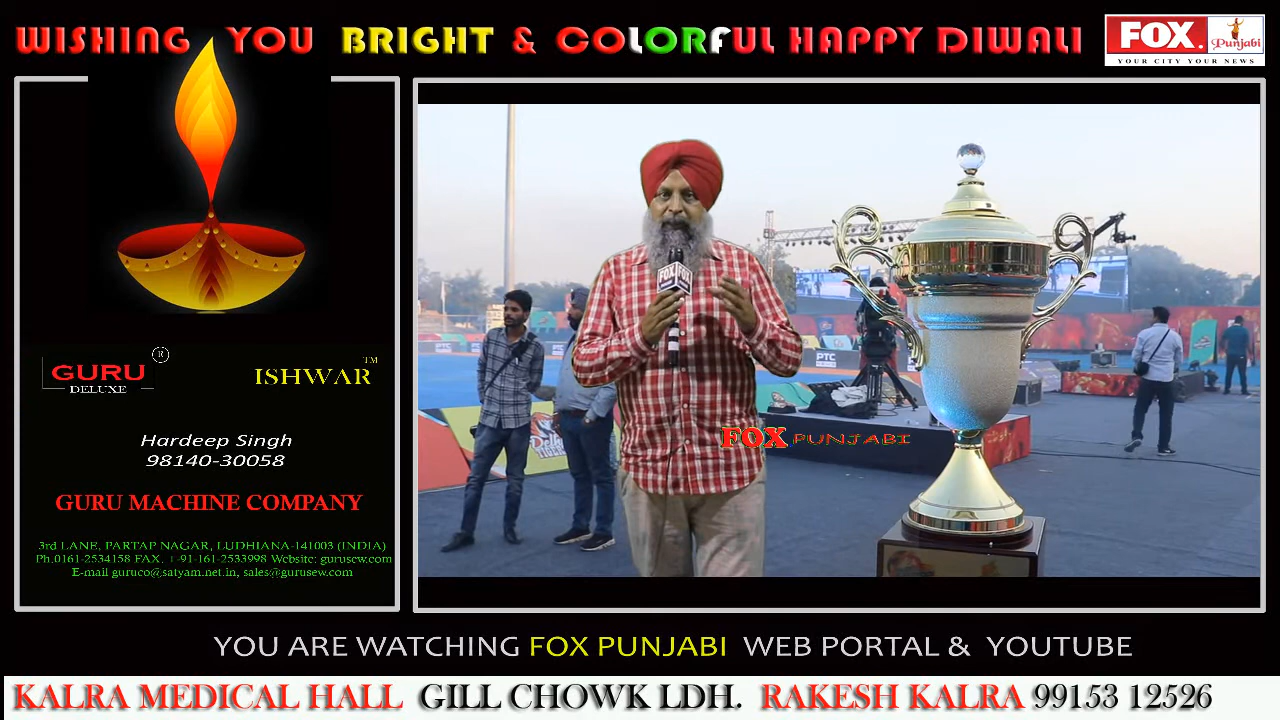 WISHING YOU BRIGHT & COLORFUL HAPPY DIWALI
FOX Punjabi
YOUR CITY YOUR NEWS
GURU ®
DELUXE
ISHWAR ™
Hardeep Singh
98140-30058
GURU MACHINE COMPANY
3rd LANE, PARTAP NAGAR, LUDHIANA-141003 (INDIA)
Ph.0161-2534158 FAX. +-91-161-2533998 Website: gurusew.com
E-mail guruco@satyam.net.in, sales@gurusew.com
FOX FOX
PTC
FOX PUNJABI
YOU ARE WATCHING FOX PUNJABI WEB PORTAL & YOUTUBE
KALRA MEDICAL HALL GILL CHOWK LDH. RAKESH KALRA 99153 12526